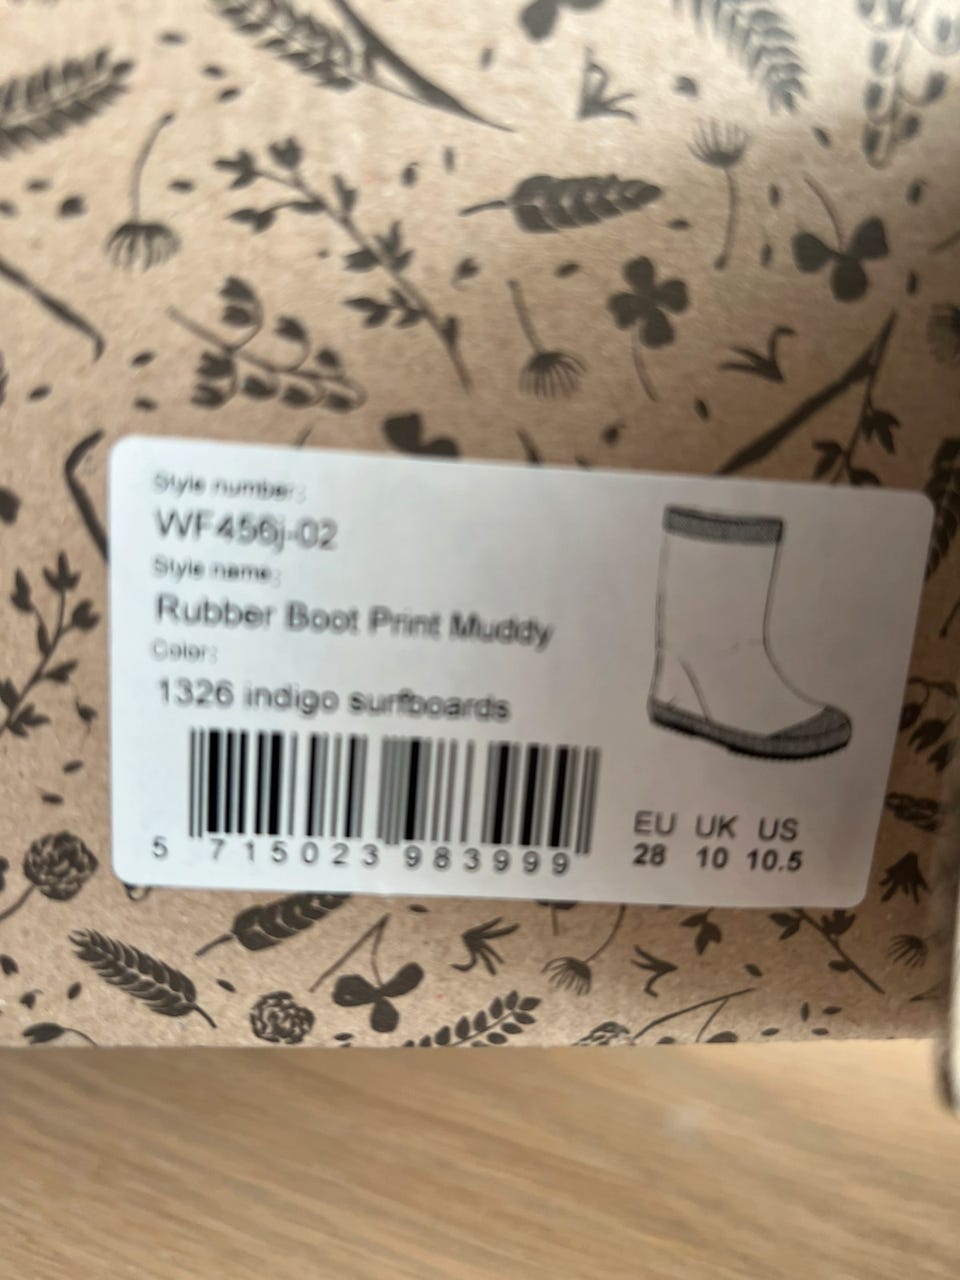 Style number:
WF456j-02
Style name:
Rubber Boot Print Muddy
Color:
1326 indigo surfboards
5 715023 983999
EU UK US
28 10 10.5